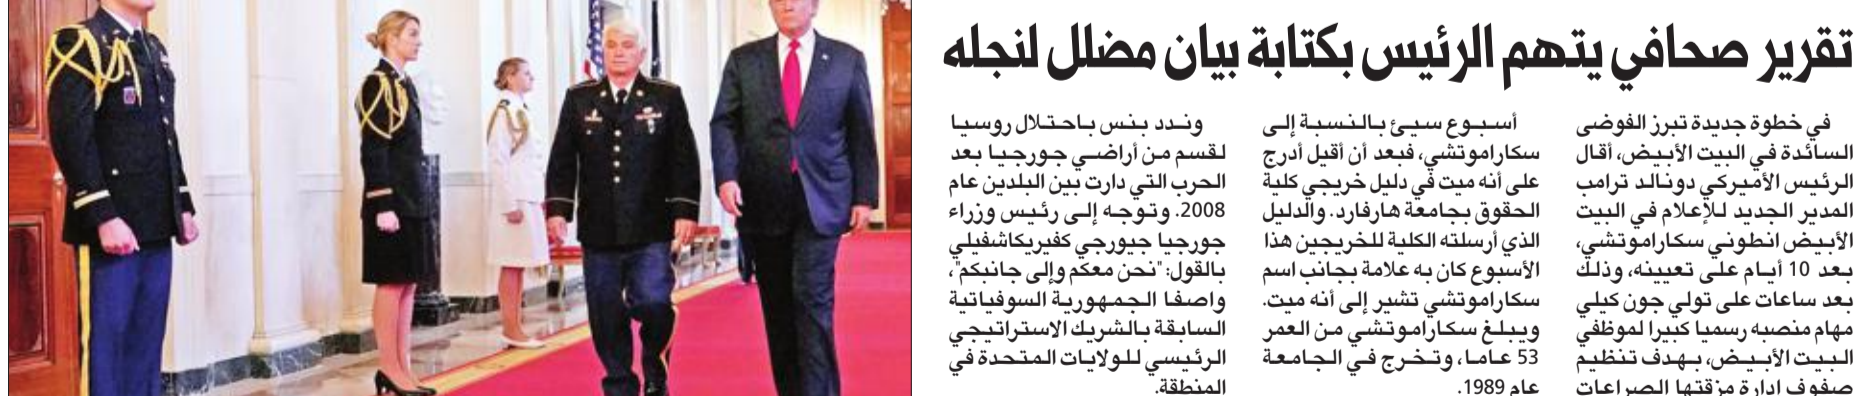 تقرير صحافي يتهم الرئيس بكتابة بيان مضلل لنجله
في خطوة جديدة تبرز الفوضى
السائدة في البيت الأبيض، أقال
الرئيس الأميركي دونالد ترامب
المدير الجديد للإعلام في البيت
الأبيض انطوني سكاراموتشي،
بعد 10 أيام على تعيينه، وذلك
بعد ساعات على تولي جون كيلي
مهام منصبه رسميا كبيرا لموظفي
البيت الأبيض، بهدف تنظيم
صفوف إدارة مزقتها الصراعات
أسبوع سيئ بالنسبة إلى
سكاراموتشي، فبعد أن أقيل أدرج
على أنه ميت في دليل خريجي كلية
الحقوق بجامعة هارفارد. والدليل
الذي أرسلته الكلية للخريجين هذا
الأسبوع كان به علامة بجانب اسم
سكاراموتشي تشير إلى أنه ميت.
ويبلغ سكاراموتشي من العمر
53 عاما، وتخرج في الجامعة
عام 1989.
وندد بنس باحتلال روسيا
لقسم من أراضي جورجيا بعد
الحرب التي دارت بين البلدين عام
2008. وتوجه إلى رئيس وزراء
جورجيا جيورجي كفيريكاشفيلي
بالقول: "نحن معكم وإلى جانبكم"،
واصفا الجمهورية السوفياتية
السابقة بالشريك الاستراتيجي
الرئيسي للولايات المتحدة في
المنطقة.